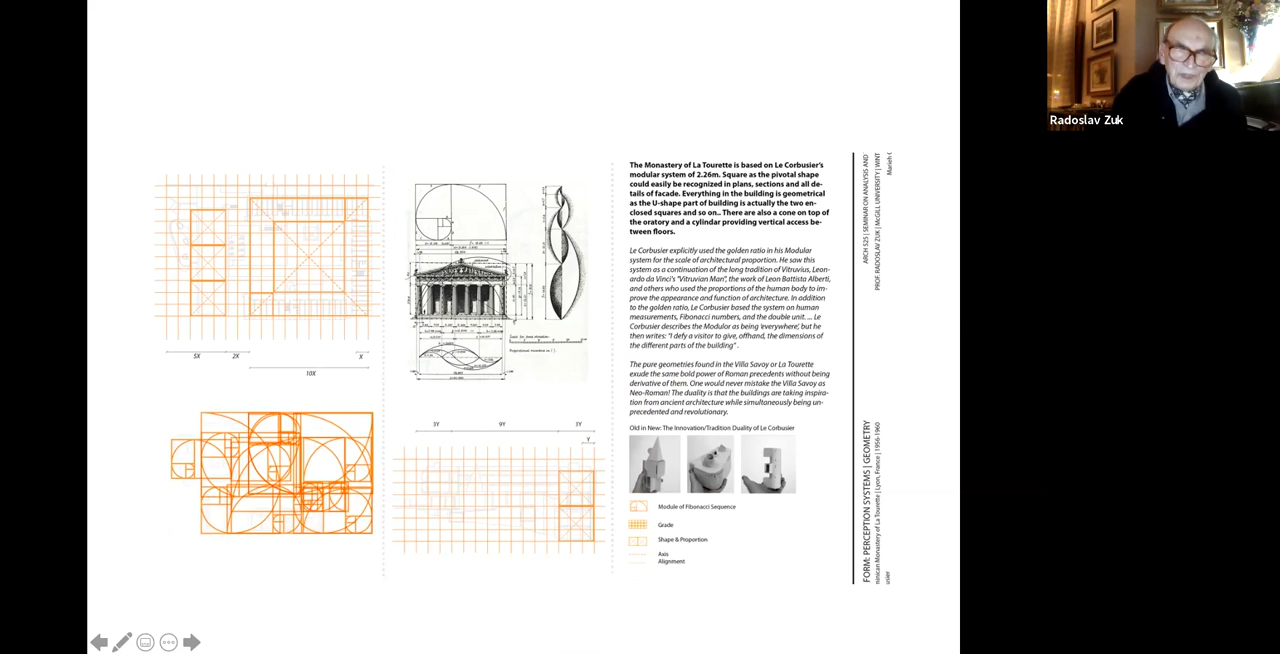 Radoslav Zuk
The Monastery of La Tourette is based on Le Corbusier's
modular system of 2.26m. Square as the pivotal shape
could easily be recognized in plans, sections and all de-
tails of facade. Everything in the building is geometrical
as the U-shape part of building is actually the two en-
closed squares and so on.. There are also a cone on top of
the oratory and a cylindar providing vertical access be-
tween floors.
Le Corbusier explicitly used the golden ratio in his Modular
system for the scale of architectural proportion. He saw this
system as a continuation of the long tradition of Vitruvius, Leon-
ardo da Vinci's "Vitruvian Man", the work of Leon Battista Alberti,
and others who used the proportions of the human body to im-
prove the appearance and function of architecture. In addition
to the golden ratio, Le Corbusier based the system on human
measurements, Fibonacci numbers, and the double unit. ... Le
Corbusier describes the Modulor as being 'everywhere', but he
then writes: "I defy a visitor to give, offhand, the dimensions of
the different parts of the building" .
The pure geometries found in the Villa Savoy or La Tourette
exude the same bold power of Roman precedents without being
derivative of them. One would never mistake the Villa Savoye as
Neo-Roman! The duality is that the buildings are taking inspira-
tion from ancient architecture while simultaneously being un-
precedented and revolutionary.
Old in New: The Innovation/Tradition Duality of Le Corbusier
Module of Fibonacci Sequence
Grade
Shape & Proportion
Axis
Alignment
5X
2X
X
10X
3Y
9Y
3Y
Y
ARCH 525 | SEMINAR ON ANALYSIS AND
PROF. RADOSLAV ZUK | McGILL UNIVERSITY | WINT
Marieh
FORM: PERCEPTION SYSTEMS | GEOMETRY
ninican Monastery of La Tourette | Lyon, France | 1956-1960
usier